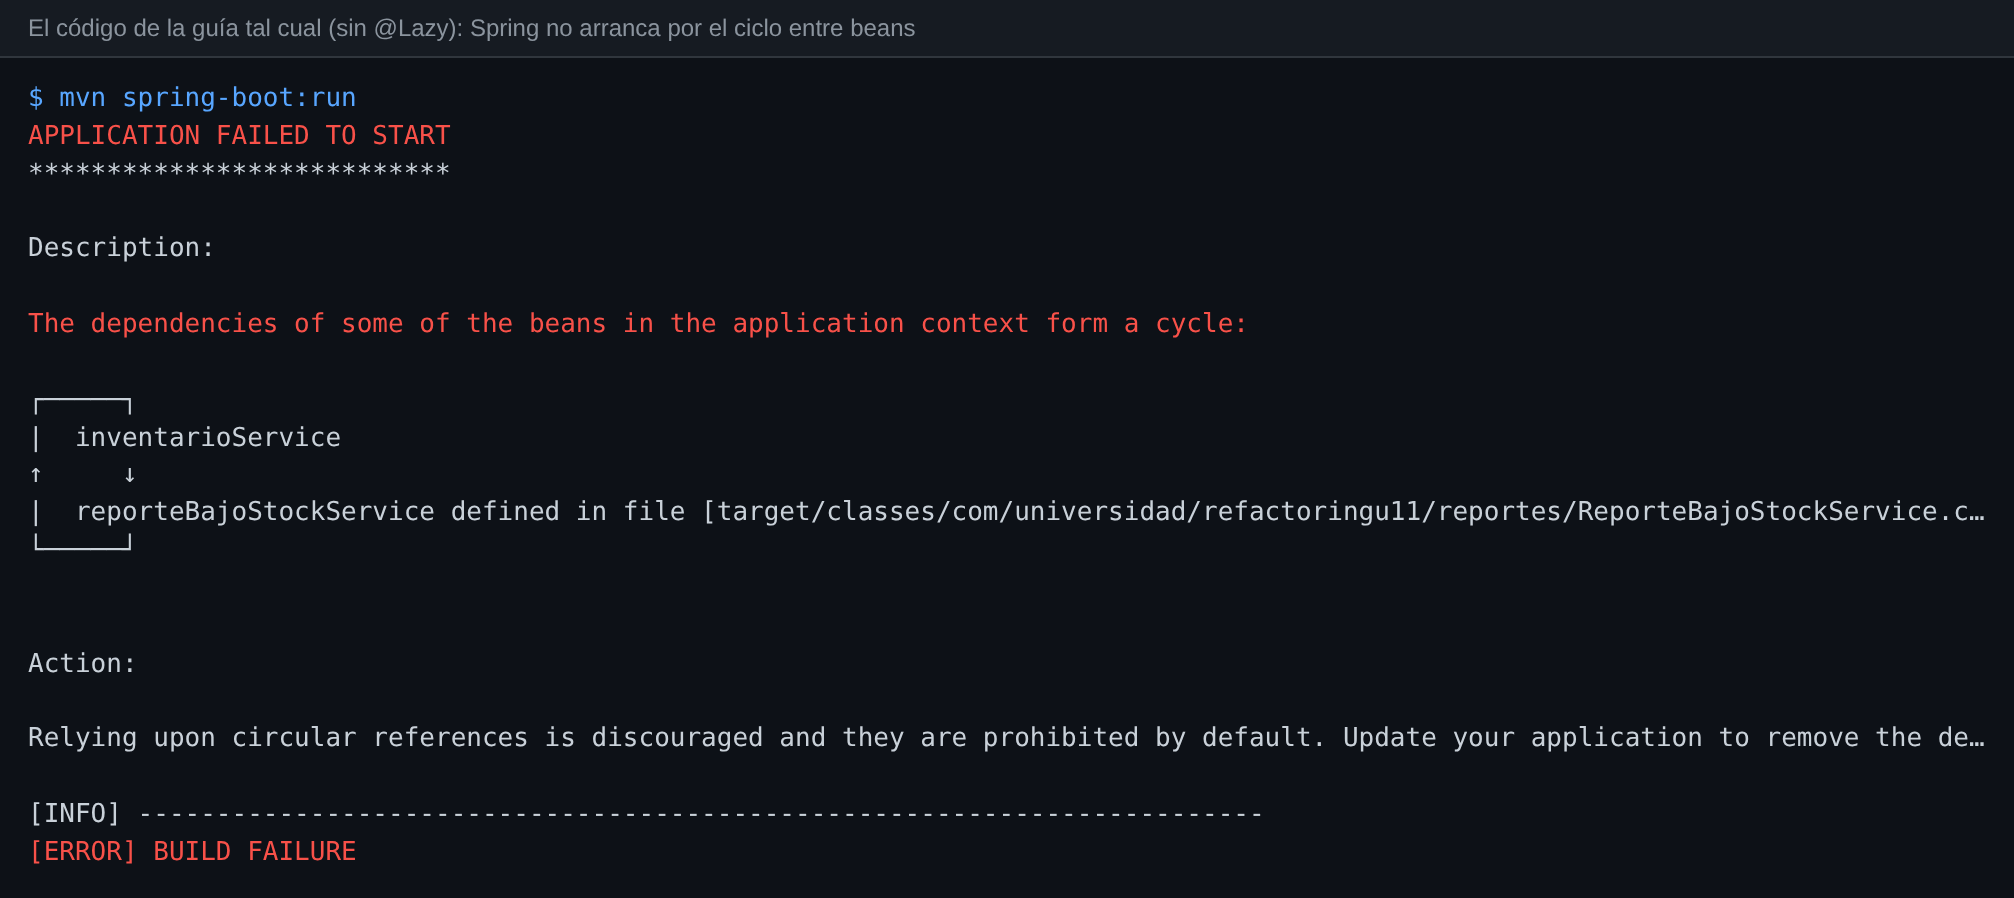 El código de la guía tal cual (sin @Lazy): Spring no arranca por el ciclo entre beans
$ mvn spring-boot:run
APPLICATION FAILED TO START
***************************
Description:
The dependencies of some of the beans in the application context form a cycle:
┌─────┐
|  inventarioService
↑     ↓
|  reporteBajoStockService defined in file [target/classes/com/universidad/refactoringu11/reportes/ReporteBajoStockService.c…
└─────┘
Action:
Relying upon circular references is discouraged and they are prohibited by default. Update your application to remove the de…
[INFO] ------------------------------------------------------------------------
[ERROR] BUILD FAILURE